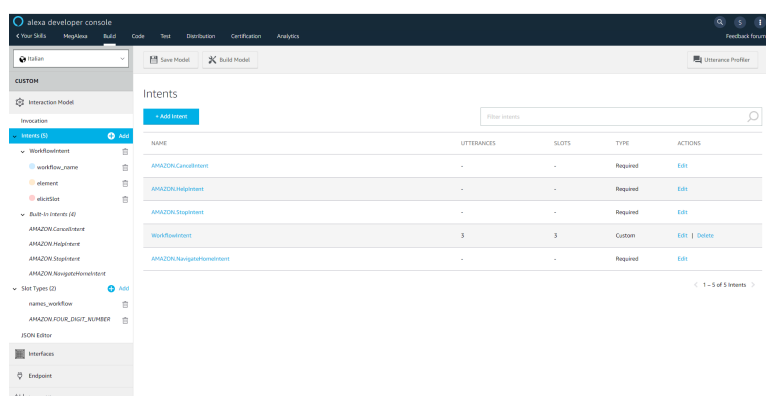 alexa developer console
S
Your Skills MegAlexa Build Code Test Distribution Certification Analytics Feedback forum
Italian
Save Model Build Model Utterance Profiler
CUSTOM
Interaction Model
Intents
Invocation
+ Add Intent Filter intents
Intents (5) Add
NAME UTTERANCES SLOTS TYPE ACTIONS
WorkflowIntent
workflow_name
AMAZON.CancelIntent - - Required Edit
element
AMAZON.HelpIntent - - Required Edit
elicitSlot
AMAZON.StopIntent - - Required Edit
Built-In Intents (4)
AMAZON.CancelIntent
WorkflowIntent 3 3 Custom Edit | Delete
AMAZON.HelpIntent
AMAZON.StopIntent
AMAZON.NavigateHomeIntent - - Required Edit
AMAZON.NavigateHomeIntent
Slot Types (2) Add
1 – 5 of 5 Intents
names_workflow
AMAZON.FOUR_DIGIT_NUMBER
JSON Editor
Interfaces
Endpoint